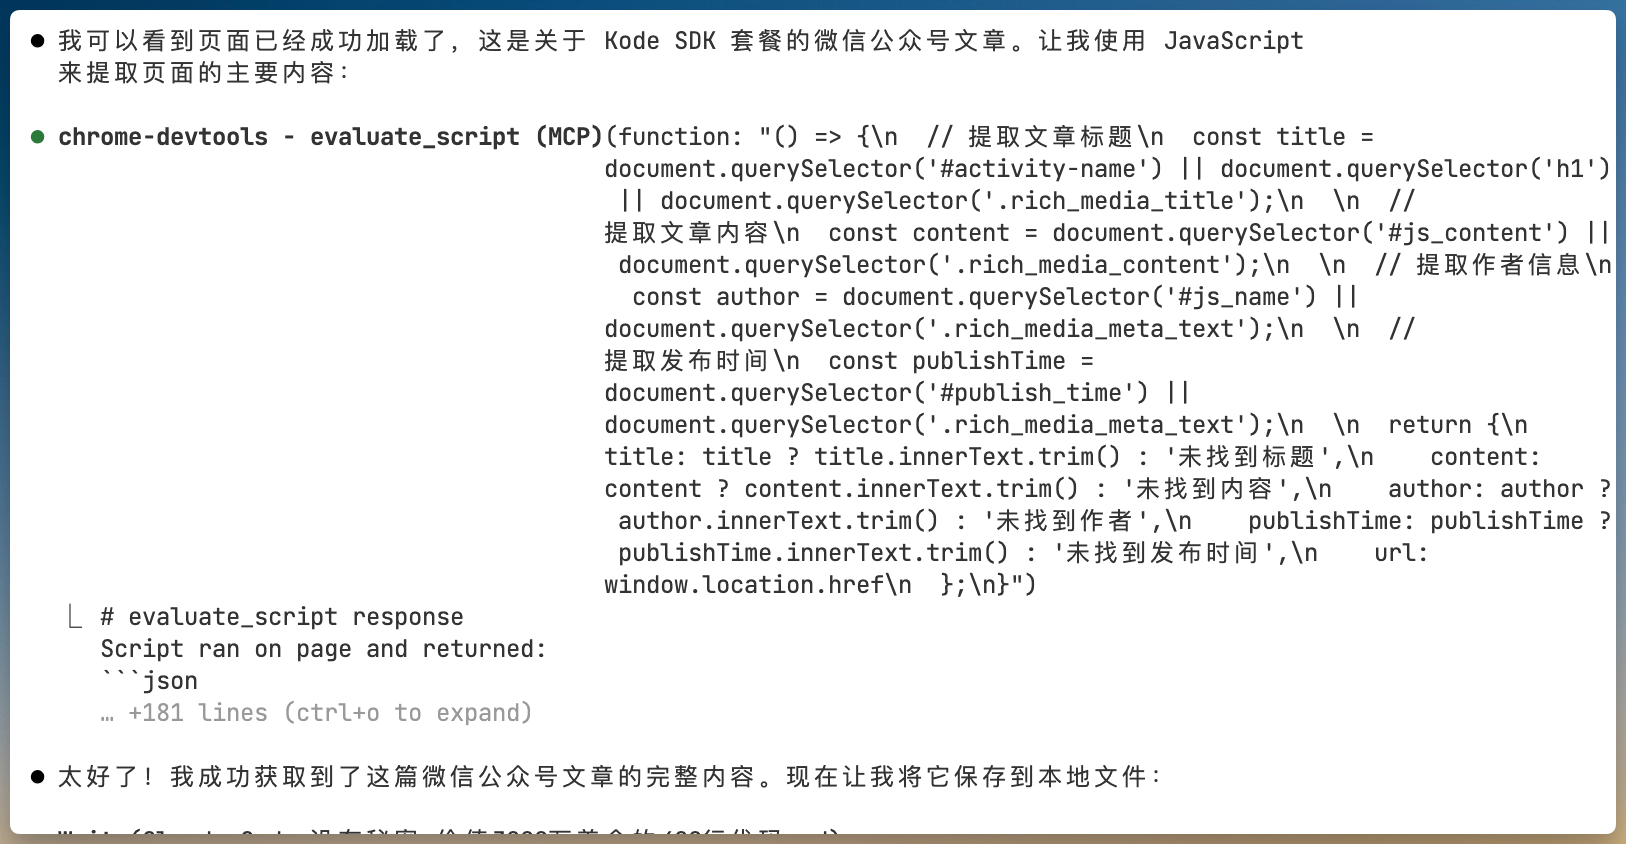 ● 我可以看到页面已经成功加载了，这是关于 Kode SDK 套餐的微信公众号文章。让我使用 JavaScript
来提取页面的主要内容：
● chrome-devtools - evaluate_script (MCP)(function: "() => {\n  // 提取文章标题\n  const title =
document.querySelector('#activity-name') || document.querySelector('h1')
|| document.querySelector('.rich_media_title');\n  \n  //
提取文章内容\n  const content = document.querySelector('#js_content') ||
document.querySelector('.rich_media_content');\n  \n  // 提取作者信息\n
const author = document.querySelector('#js_name') ||
document.querySelector('.rich_media_meta_text');\n  \n  //
提取发布时间\n  const publishTime =
document.querySelector('#publish_time') ||
document.querySelector('.rich_media_meta_text');\n  \n  return {\n
title: title ? title.innerText.trim() : '未找到标题',\n    content:
content ? content.innerText.trim() : '未找到内容',\n    author: author ?
author.innerText.trim() : '未找到作者',\n    publishTime: publishTime ?
publishTime.innerText.trim() : '未找到发布时间',\n    url:
window.location.href\n  };\n}")
⎿ # evaluate_script response
Script ran on page and returned:
```json
… +181 lines (ctrl+o to expand)
● 太好了！我成功获取到了这篇微信公众号文章的完整内容。现在让我将它保存到本地文件：